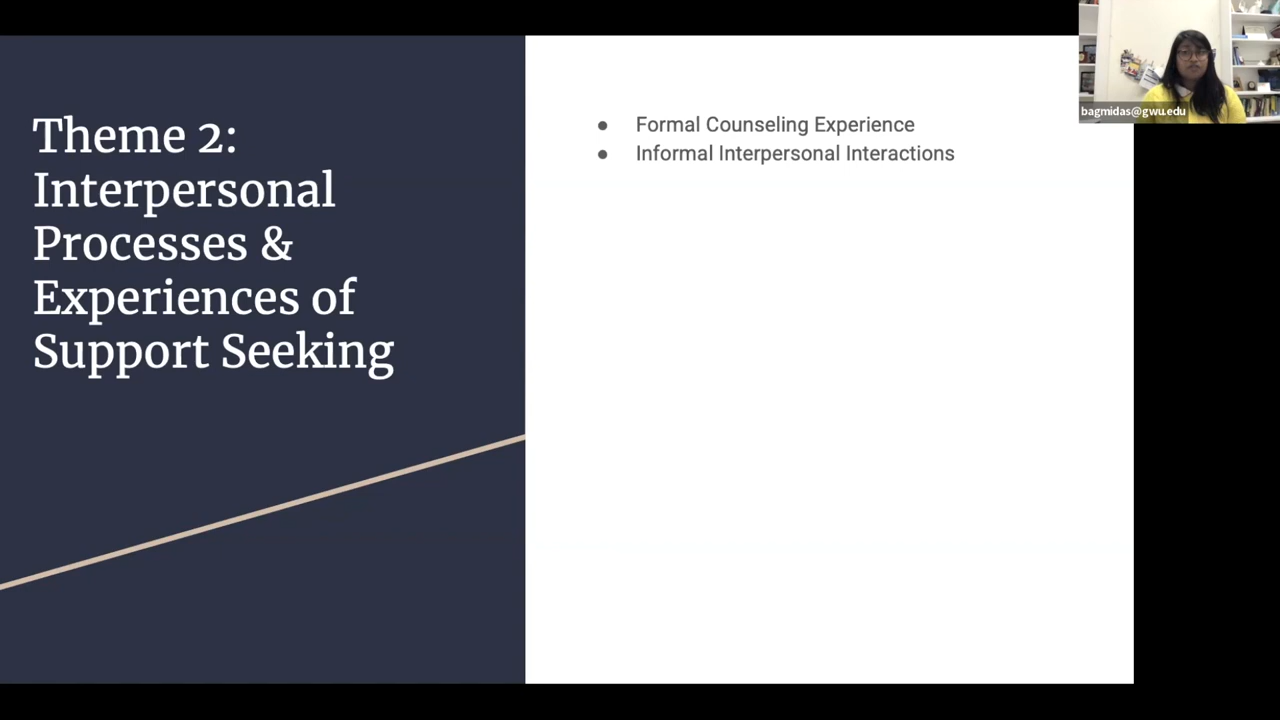 Theme 2:
Interpersonal
Processes &
Experiences of
Support Seeking
● Formal Counseling Experience
● Informal Interpersonal Interactions
bagmidas@gwu.edu